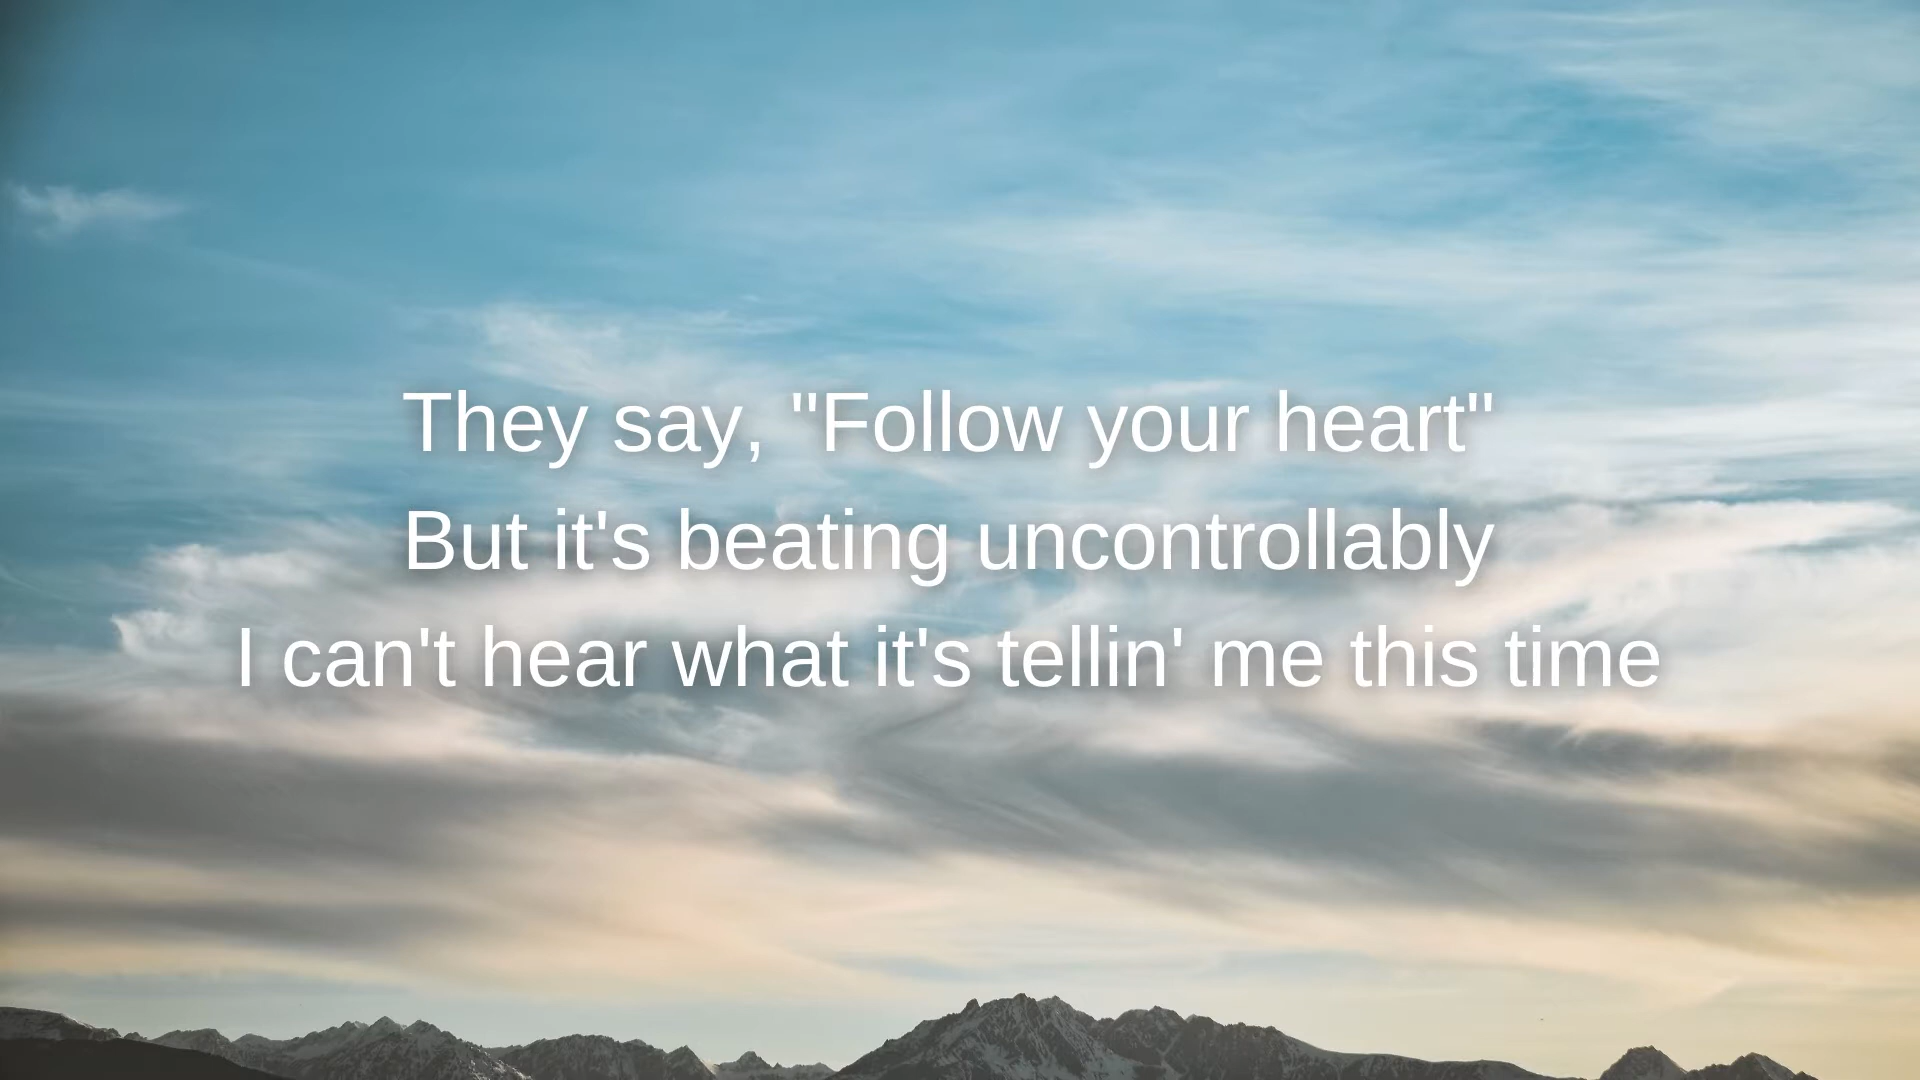 They say, "Follow your heart"
But it's beating uncontrollably
I can't hear what it's tellin' me this time